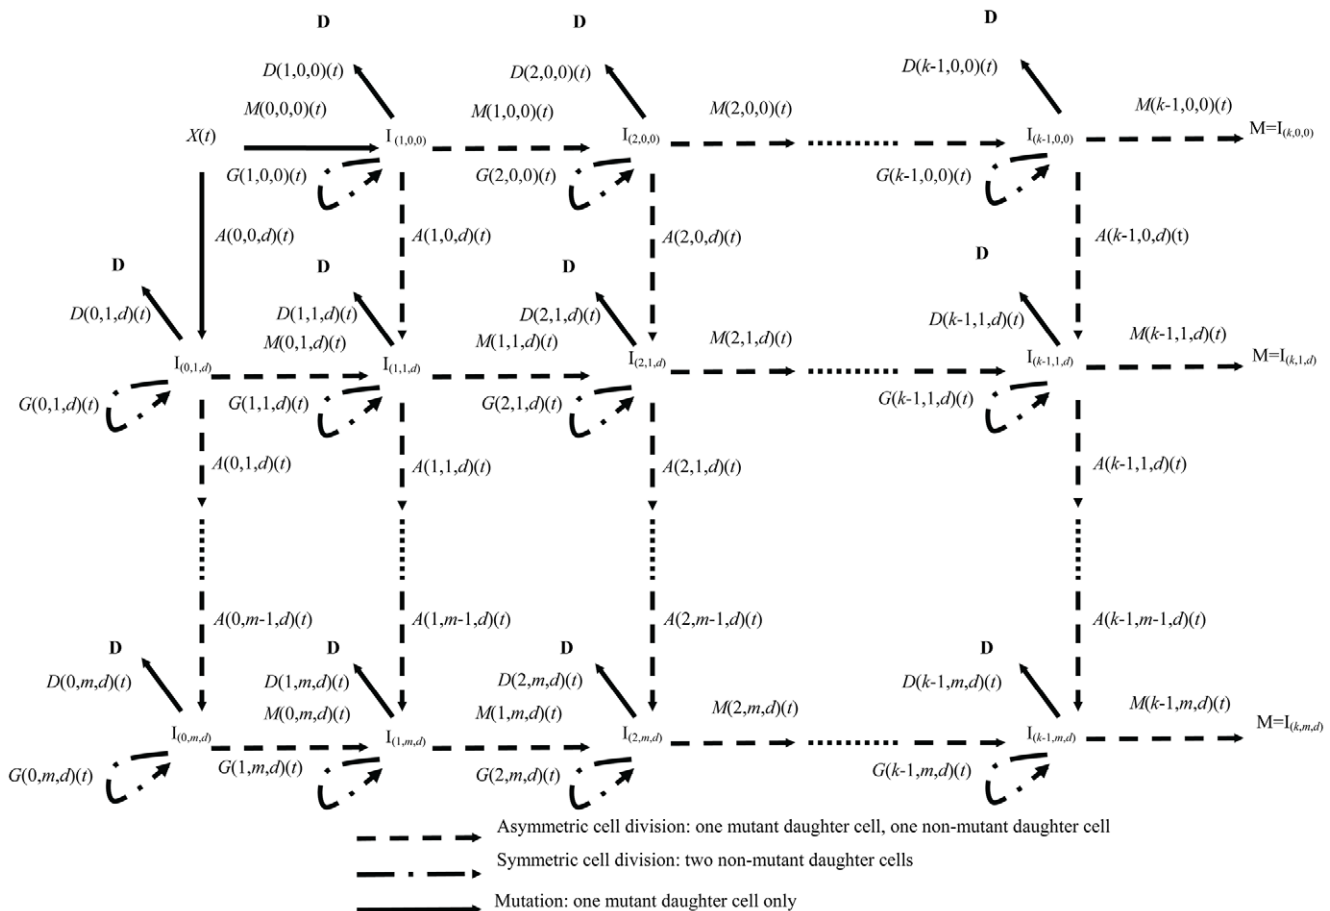 D D D
D(1,0,0)(t) D(2,0,0)(t) D(k-1,0,0)(t)
M(0,0,0)(t) M(1,0,0)(t) M(2,0,0)(t) M(k-1,0,0)(t)
X(t) I(1,0,0) I(2,0,0) I(k-1,0,0) M=I(k,0,0)
G(1,0,0)(t) G(2,0,0)(t) G(k-1,0,0)(t)
A(0,0,d)(t) A(1,0,d)(t) A(2,0,d)(t) A(k-1,0,d)(t)
D D D D
D(0,1,d)(t) D(1,1,d)(t) D(2,1,d)(t) D(k-1,1,d)(t)
M(0,1,d)(t) M(1,1,d)(t) M(2,1,d)(t) M(k-1,1,d)(t)
I(0,1,d) I(1,1,d) I(2,1,d) I(k-1,1,d) M=I(k,1,d)
G(0,1,d)(t) G(1,1,d)(t) G(2,1,d)(t) G(k-1,1,d)(t)
A(0,1,d)(t) A(1,1,d)(t) A(2,1,d)(t) A(k-1,1,d)(t)
A(0,m-1,d)(t) A(1,m-1,d)(t) A(2,m-1,d)(t) A(k-1,m-1,d)(t)
D D D D
D(0,m,d)(t) D(1,m,d)(t) D(2,m,d)(t) D(k-1,m,d)(t)
M(0,m,d)(t) M(1,m,d)(t) M(2,m,d)(t) M(k-1,m,d)(t)
I(0,m,d) I(1,m,d) I(2,m,d) I(k-1,m,d) M=I(k,m,d)
G(0,m,d)(t) G(1,m,d)(t) G(2,m,d)(t) G(k-1,m,d)(t)
Asymmetric cell division: one mutant daughter cell, one non-mutant daughter cell
Symmetric cell division: two non-mutant daughter cells
Mutation: one mutant daughter cell only